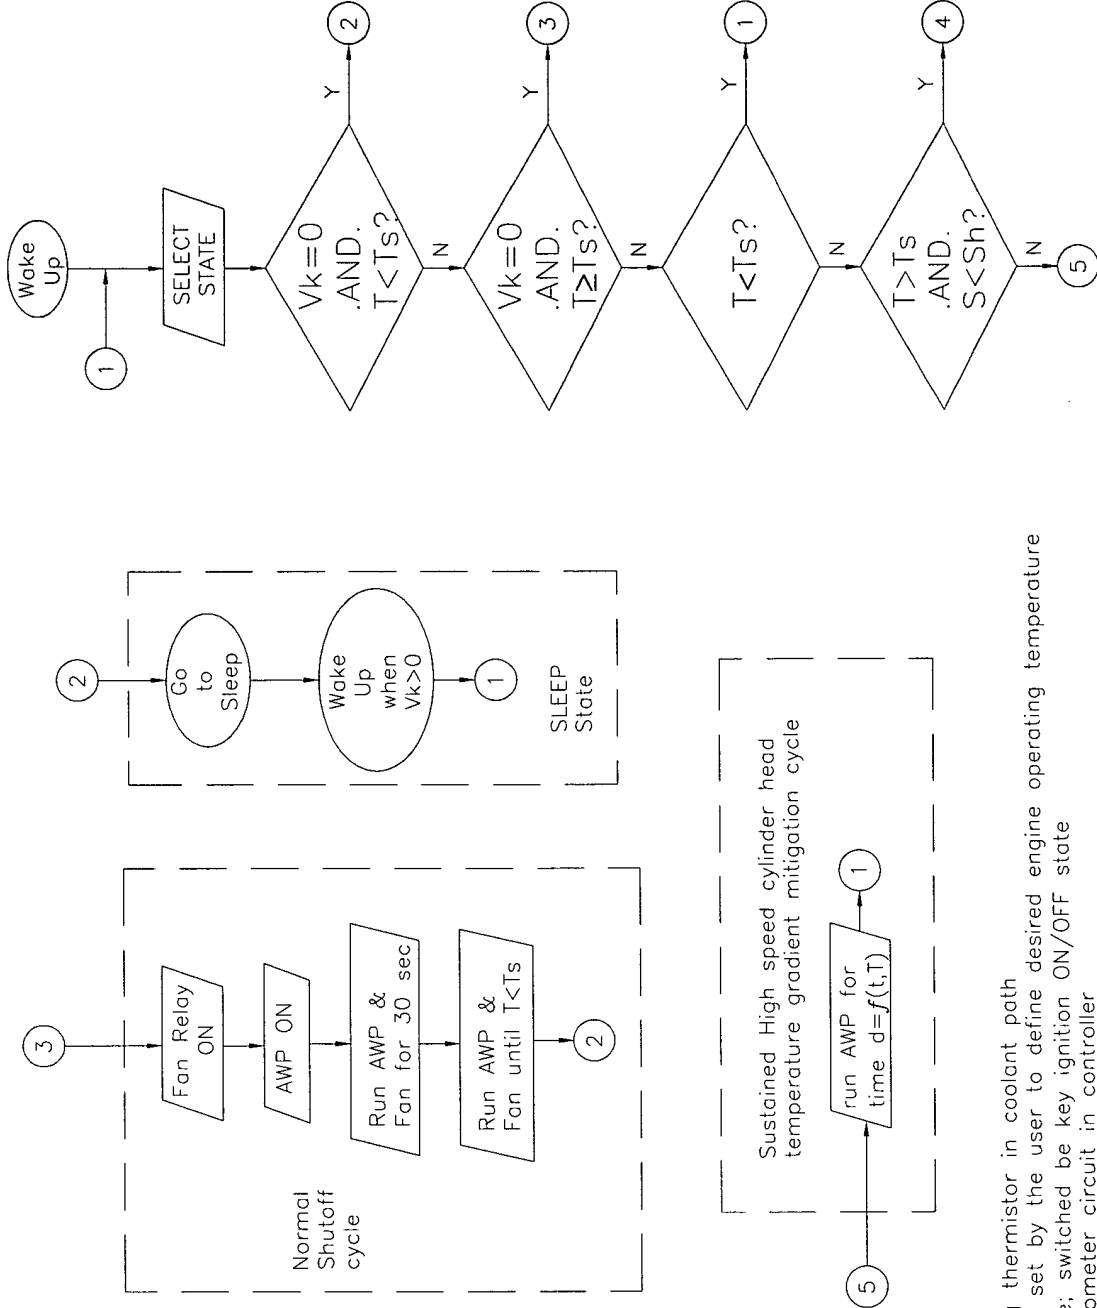 Wake
Up
1
SELECT
STATE
Vk=0
.AND.
T<Ts?
Y
2
N
Vk=0
.AND.
T≥Ts?
Y
3
N
T<Ts?
Y
1
N
T>Ts
.AND.
S<Sh?
Y
4
N
5
2
Go
to
Sleep
Wake
Up
when
Vk>0
1
SLEEP
State
3
Fan Relay
ON
AWP ON
Run AWP &
Fan for 30 sec
Run AWP &
Fan until T<Ts
2
Normal
Shutoff
cycle
Sustained High speed cylinder head
temperature gradient mitigation cycle
5
run AWP for
time d=f(t,T)
1
thermistor in coolant path
set by the user to define desired engine operating temperature
; switched be key ignition ON/OFF state
ometer circuit in controller